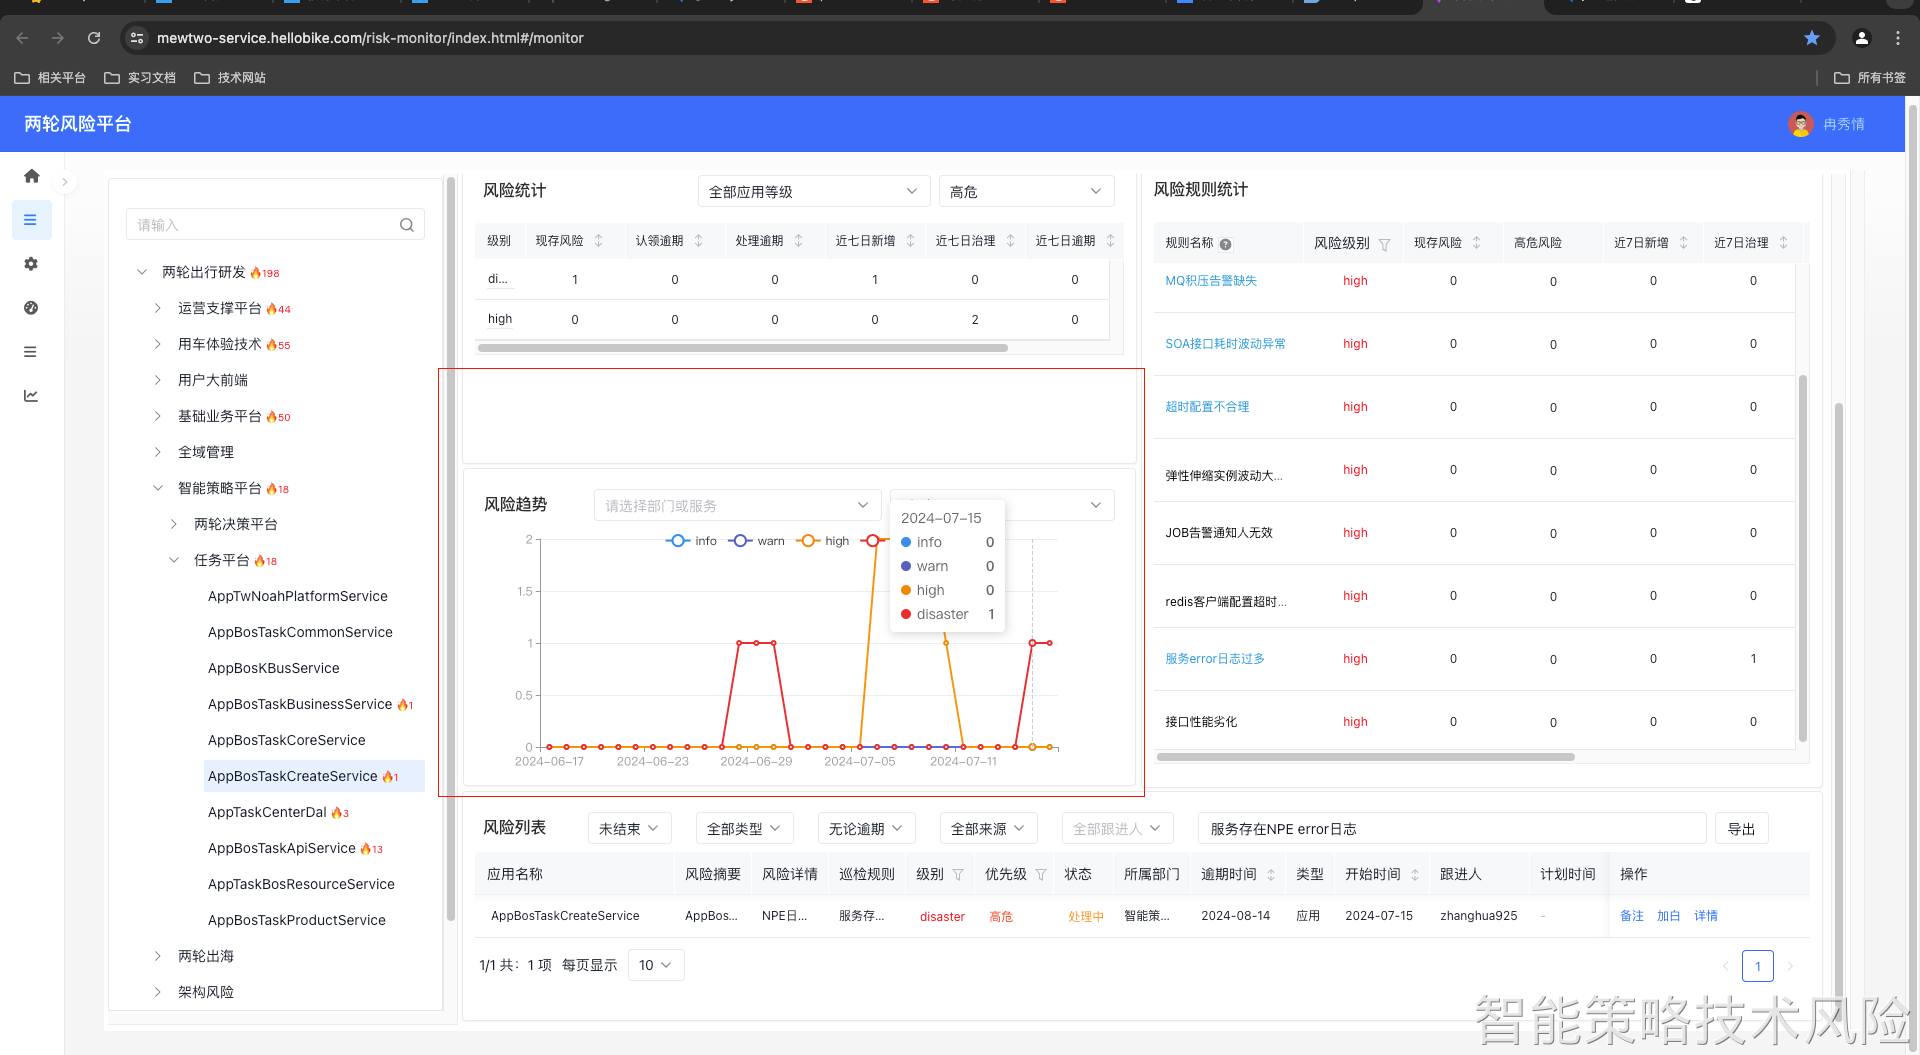 mewtwo-service.hellobike.com/risk-monitor/index.html#/monitor
相关平台 实习文档 技术网站 所有书签
两轮风险平台 冉秀情
请输入
两轮出行研发 198
运营支撑平台 44
用车体验技术 55
用户大前端
基础业务平台 50
全域管理
智能策略平台 18
两轮决策平台
任务平台 18
AppTwNoahPlatformService
AppBosTaskCommonService
AppBosKBusService
AppBosTaskBusinessService 1
AppBosTaskCoreService
AppBosTaskCreateService 1
AppTaskCenterDal 3
AppBosTaskApiService 13
AppTaskBosResourceService
AppBosTaskProductService
两轮出海
架构风险
风险统计 全部应用等级 高危
级别 现存风险 认领逾期 处理逾期 近七日新增 近七日治理 近七日逾期
di... 1 0 0 1 0 0
high 0 0 0 0 2 0
风险趋势 请选择部门或服务
info warn high
2
1.5
1
0.5
0
2024-06-17 2024-06-23 2024-06-29 2024-07-05 2024-07-11
2024-07-15
info 0
warn 0
high 0
disaster 1
风险规则统计
规则名称 风险级别 现存风险 高危风险 近7日新增 近7日治理
MQ积压告警缺失 high 0 0 0 0
SOA接口耗时波动异常 high 0 0 0 0
超时配置不合理 high 0 0 0 0
弹性伸缩实例波动大... high 0 0 0 0
JOB告警通知人无效 high 0 0 0 0
redis客户端配置超时... high 0 0 0 0
服务error日志过多 high 0 0 0 1
接口性能劣化 high 0 0 0 0
风险列表 未结束 全部类型 无论逾期 全部来源 全部跟进人 服务存在NPE error日志 导出
应用名称 风险摘要 风险详情 巡检规则 级别 优先级 状态 所属部门 逾期时间 类型 开始时间 跟进人 计划时间 操作
AppBosTaskCreateService AppBos... NPE日... 服务存... disaster 高危 处理中 智能策... 2024-08-14 应用 2024-07-15 zhanghua925 - 备注 加白 详情
1/1 共： 1 项 每页显示 10 1
智能策略技术风险